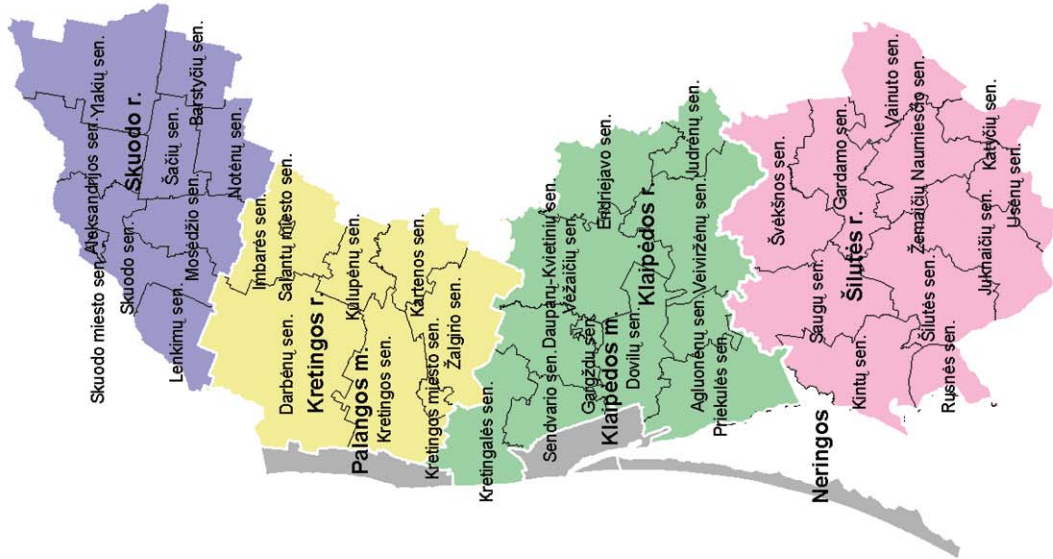 Skuodo miesto sen.
Aleksandrijos sen.
Ylakių sen.
Skuodo sen.
Skuodo r.
Lenkimų sen.
Mosėdžio sen.
Šačių sen.
Barstyčių sen.
Notėnų sen.
Imbarės sen.
Salantų miesto sen.
Darbėnų sen.
Kretingos r.
Kūlupėnų sen.
Palangos m.
Kretingos sen.
Kartenos sen.
Kretingos miesto sen.
Žalgirio sen.
Kretingalės sen.
Sendvario sen.
Dauparų-Kvietinių sen.
Vėžaičių sen.
Endriejavo sen.
Gargždų sen.
Klaipėdos m.
Dovilų sen.
Klaipėdos r.
Judrėnų sen.
Agluonėnų sen.
Veiviržėnų sen.
Priekulės sen.
Švėkšnos sen.
Neringos
Saugų sen.
Gardamo sen.
Kintų sen.
Šilutės r.
Vainuto sen.
Žemaičių Naumiesčio sen.
Šilutės sen.
Rusnės sen.
Juknaičių sen.
Katyčių sen.
Usėnų sen.